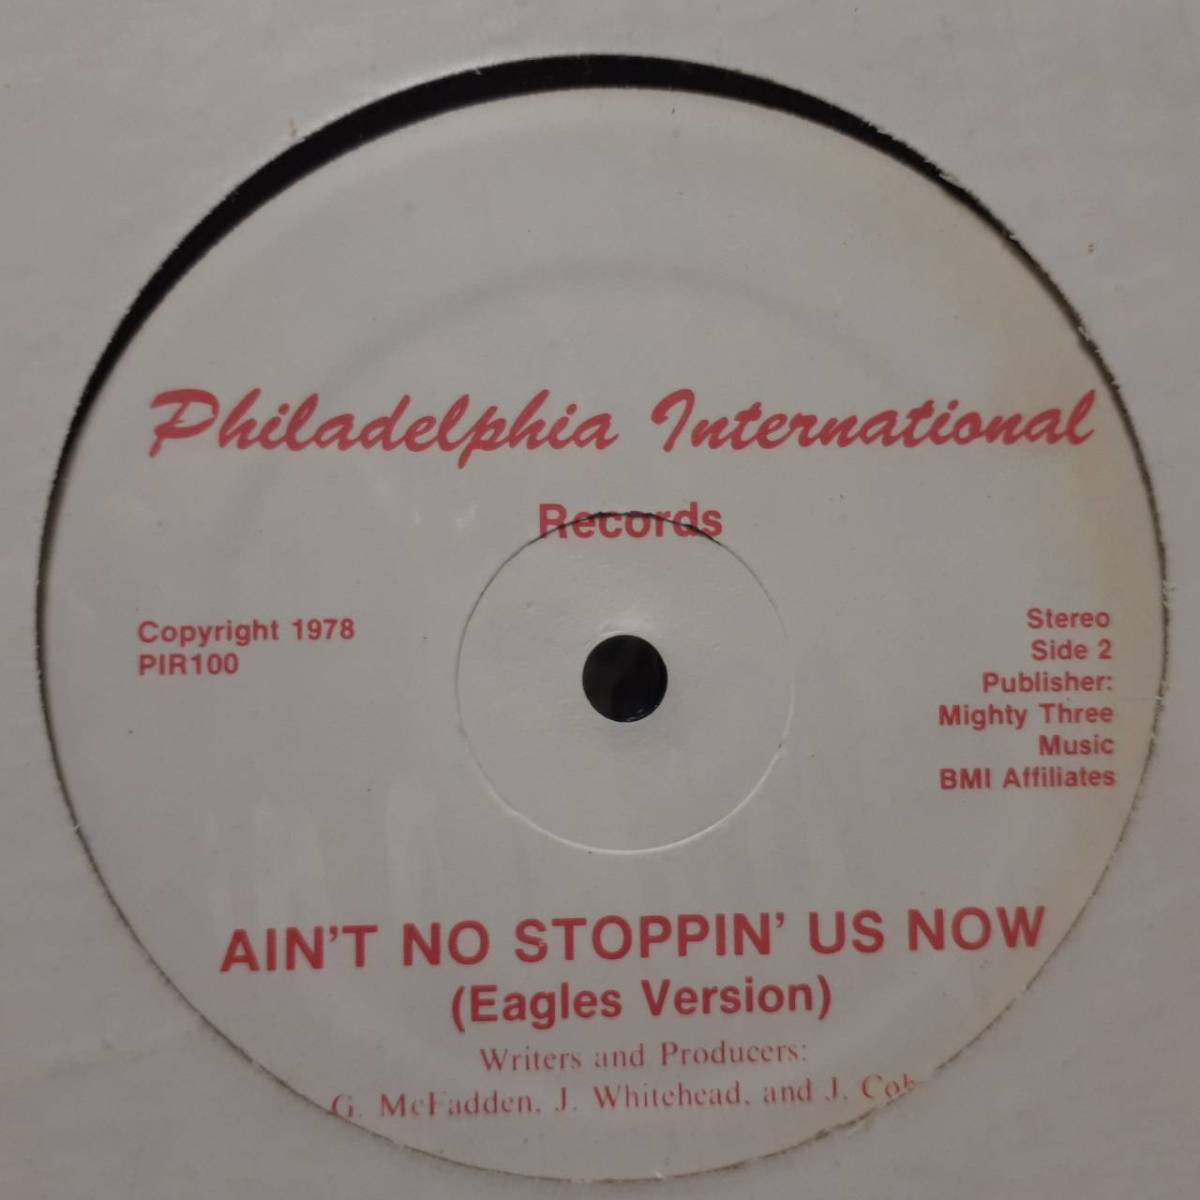 Philadelphia International
Records
Copyright 1978
PIR100
Stereo
Side 2
Publisher:
Mighty Three
Music
BMI Affiliates
AIN'T NO STOPPIN' US NOW
(Eagles Version)
Writers and Producers:
G. McFadden, J. Whitehead, and J.